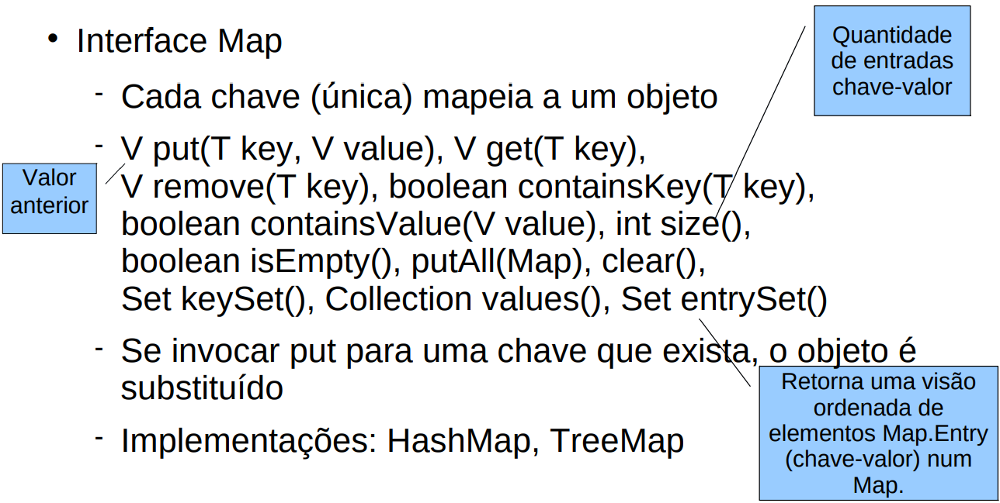 • Interface Map
- Cada chave (única) mapeia a um objeto
- V put(T key, V value), V get(T key),
V remove(T key), boolean containsKey(T key),
boolean containsValue(V value), int size(),
boolean isEmpty(), putAll(Map), clear(),
Set keySet(), Collection values(), Set entrySet()
- Se invocar put para uma chave que exista, o objeto é
substituído
- Implementações: HashMap, TreeMap
Quantidade
de entradas
chave-valor
Valor
anterior
Retorna uma visão
ordenada de
elementos Map.Entry
(chave-valor) num
Map.